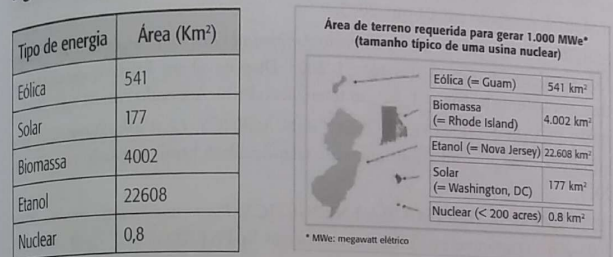 Tipo de energia Área (Km²)
Eólica 541
Solar 177
Biomassa 4002
Etanol 22608
Nuclear 0,8
Área de terreno requerida para gerar 1.000 MWe*
(tamanho típico de uma usina nuclear)
Eólica (= Guam) 541 km²
Biomassa
(= Rhode Island) 4.002 km²
Etanol (= Nova Jersey) 22.608 km²
Solar
(= Washington, DC) 177 km²
Nuclear (< 200 acres) 0.8 km²
* MWe: megawatt elétrico